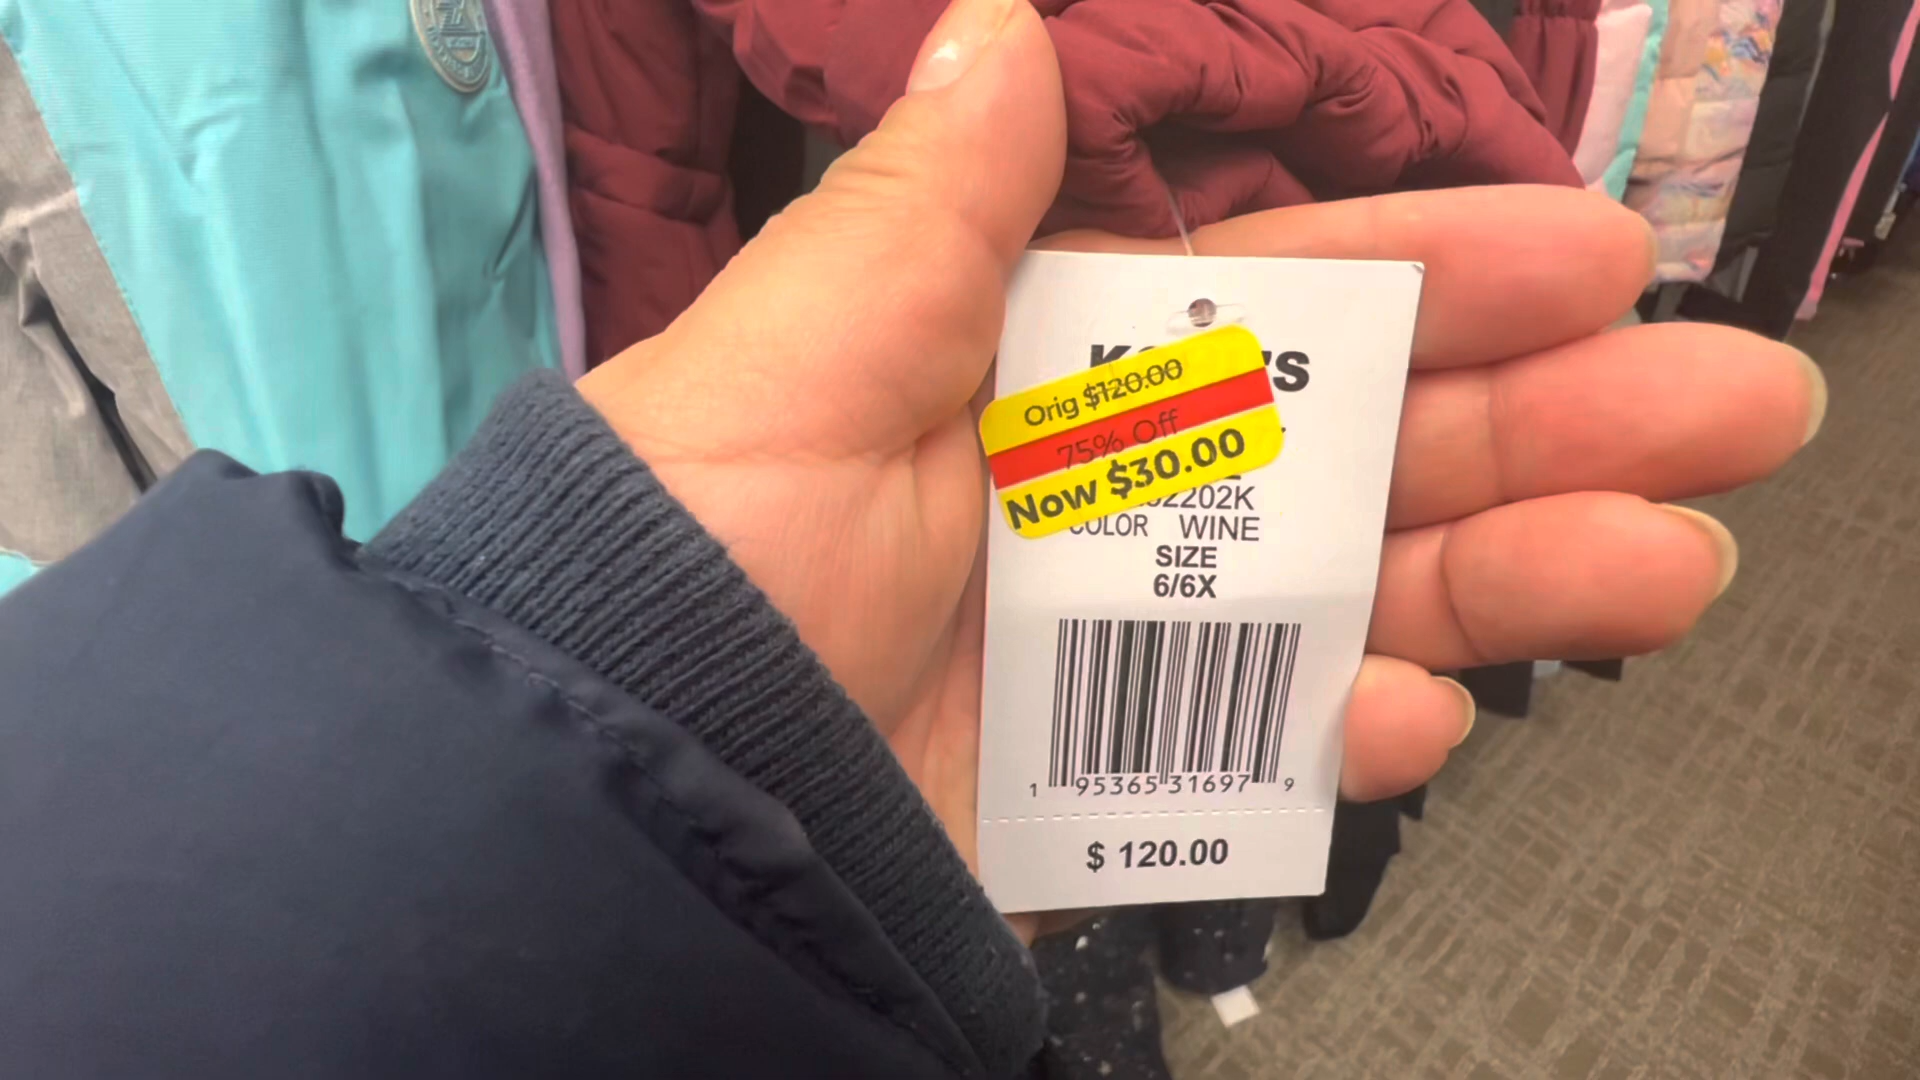 Orig $120.00
75% Off
Now $30.00
2202K
COLOR WINE
SIZE
6/6X
1 95365 31697 9
$ 120.00